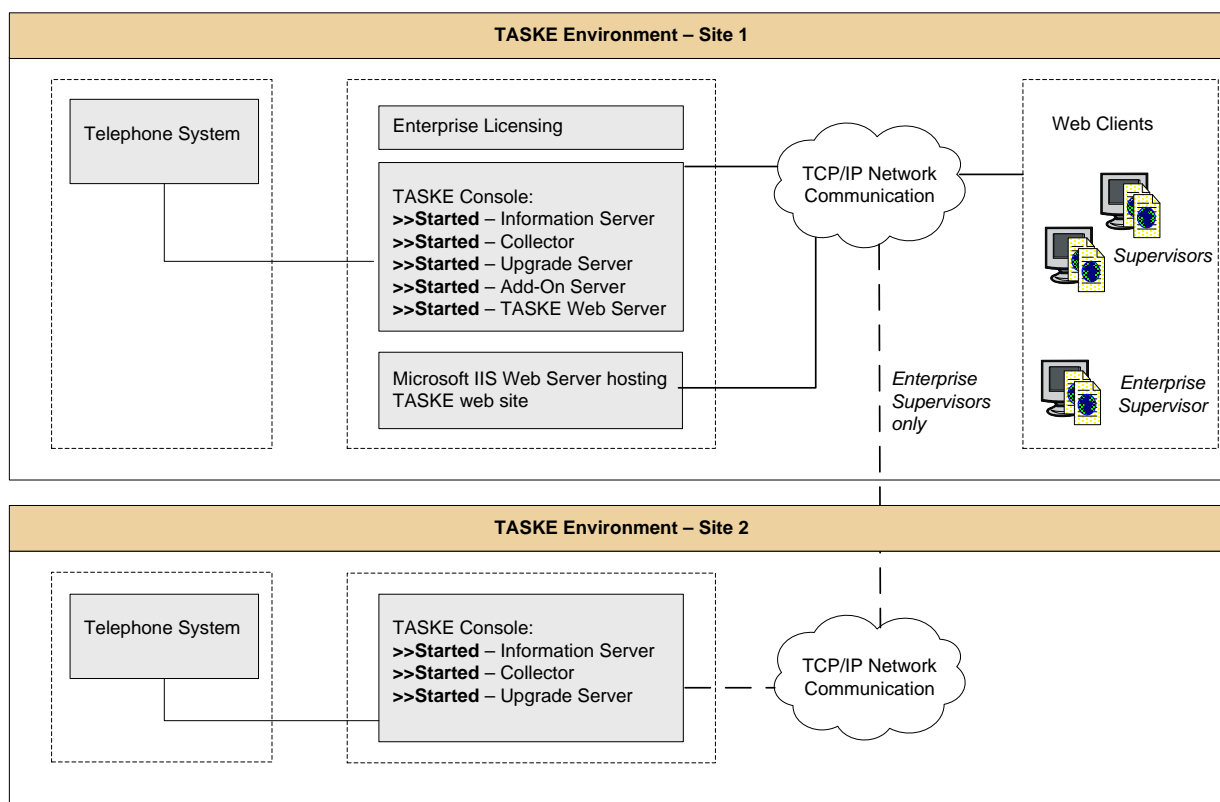 TASKE Environment – Site 1
Telephone System
Enterprise Licensing
TASKE Console:
>>Started – Information Server
>>Started – Collector
>>Started – Upgrade Server
>>Started – Add-On Server
>>Started – TASKE Web Server
Microsoft IIS Web Server hosting
TASKE web site
TCP/IP Network
Communication
Enterprise
Supervisors
only
Web Clients
Supervisors
Enterprise
Supervisor
TASKE Environment – Site 2
Telephone System
TASKE Console:
>>Started – Information Server
>>Started – Collector
>>Started – Upgrade Server
TCP/IP Network
Communication